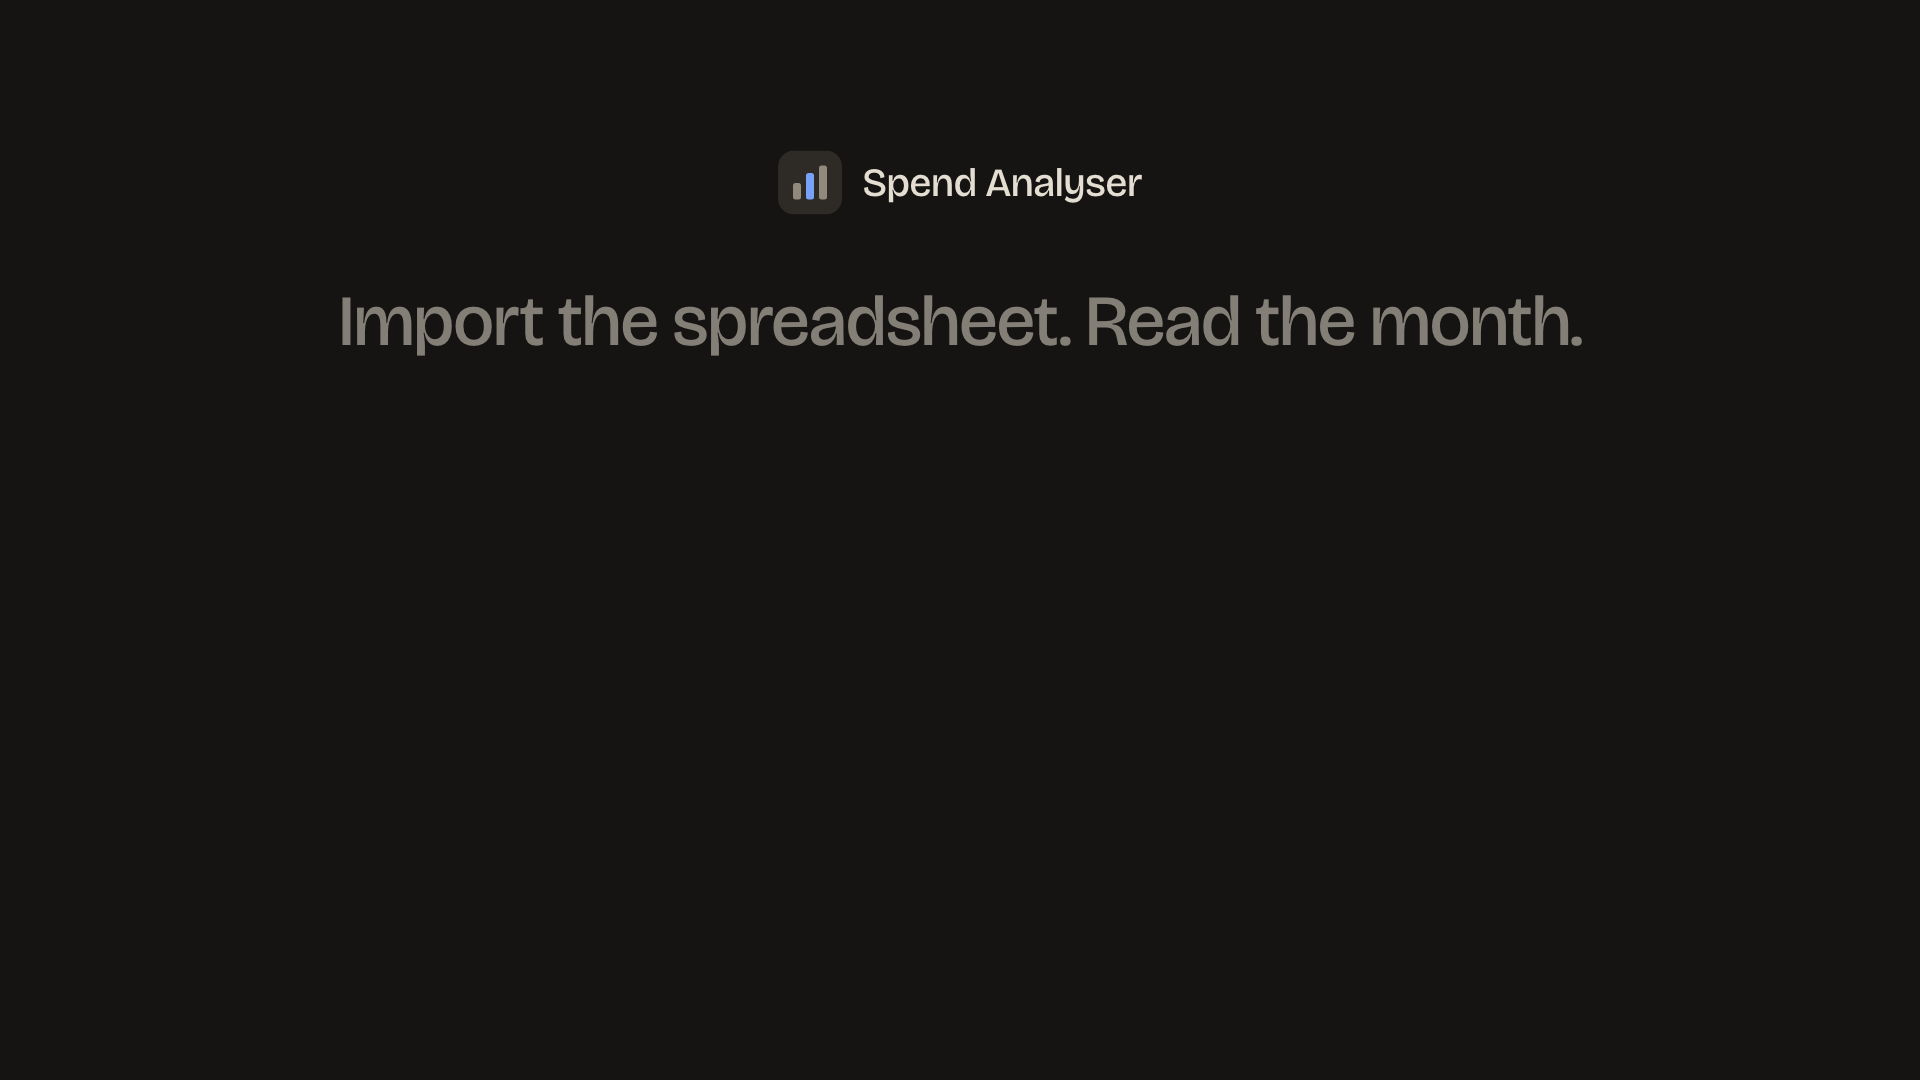 Spend Analyser
Import the spreadsheet. Read the month.